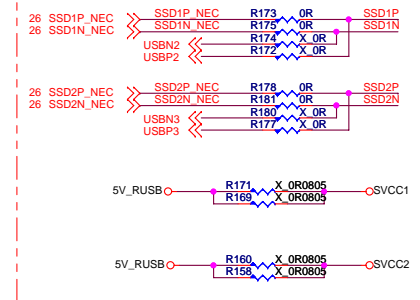 26 SSD1P_NEC SSD1P_NEC R173 0R SSD1P
26 SSD1N_NEC SSD1N_NEC R175 0R SSD1N
USBN2 R174 X_0R
USBP2 R172 X_0R
26 SSD2P_NEC SSD2P_NEC R178 0R SSD2P
26 SSD2N_NEC SSD2N_NEC R181 0R SSD2N
USBN3 R180 X_0R
USBP3 R177 X_0R
5V_RUSB R171 X_0R0805 SVCC1
R169 X_0R0805
5V_RUSB R160 X_0R0805 SVCC2
R158 X_0R0805